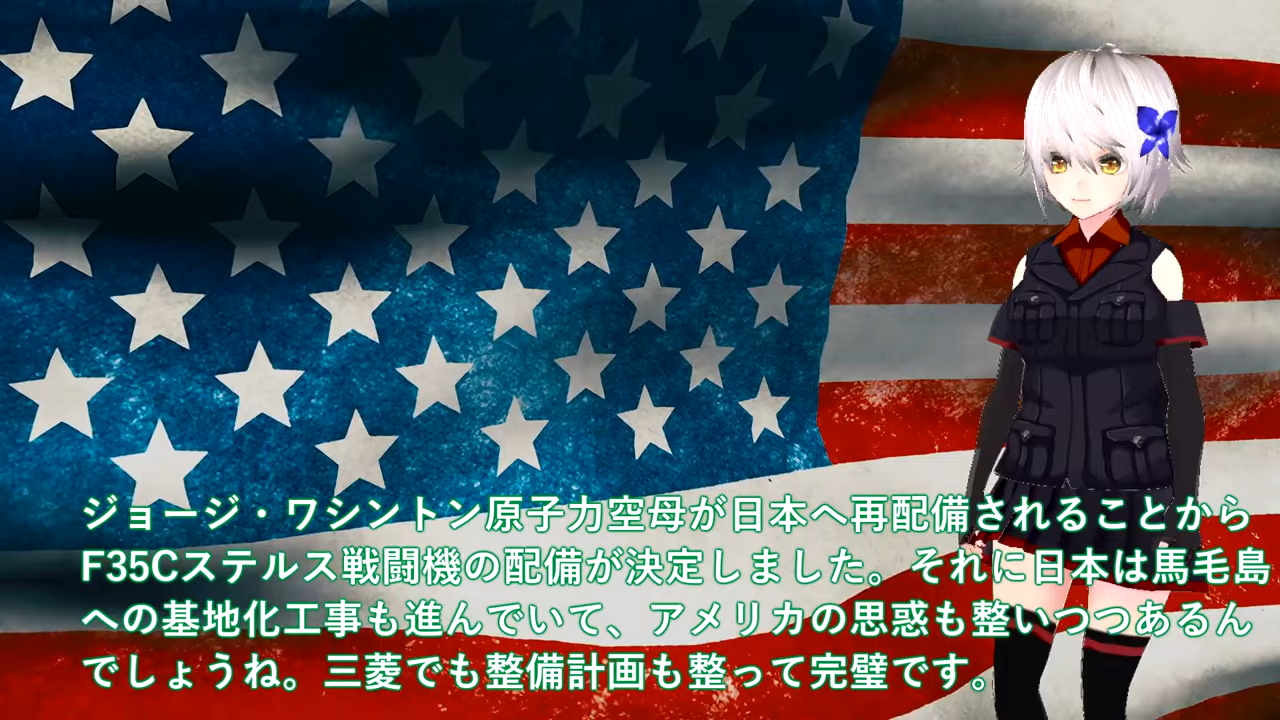 ジョージ・ワシントン原子力空母が日本へ再配備されることから
F35Cステルス戦闘機の配備が決定しました。それに日本は馬毛島
への基地化工事も進んでいて、アメリカの思惑も整いつつあるん
でしょうね。三菱でも整備計画も整って完璧です。